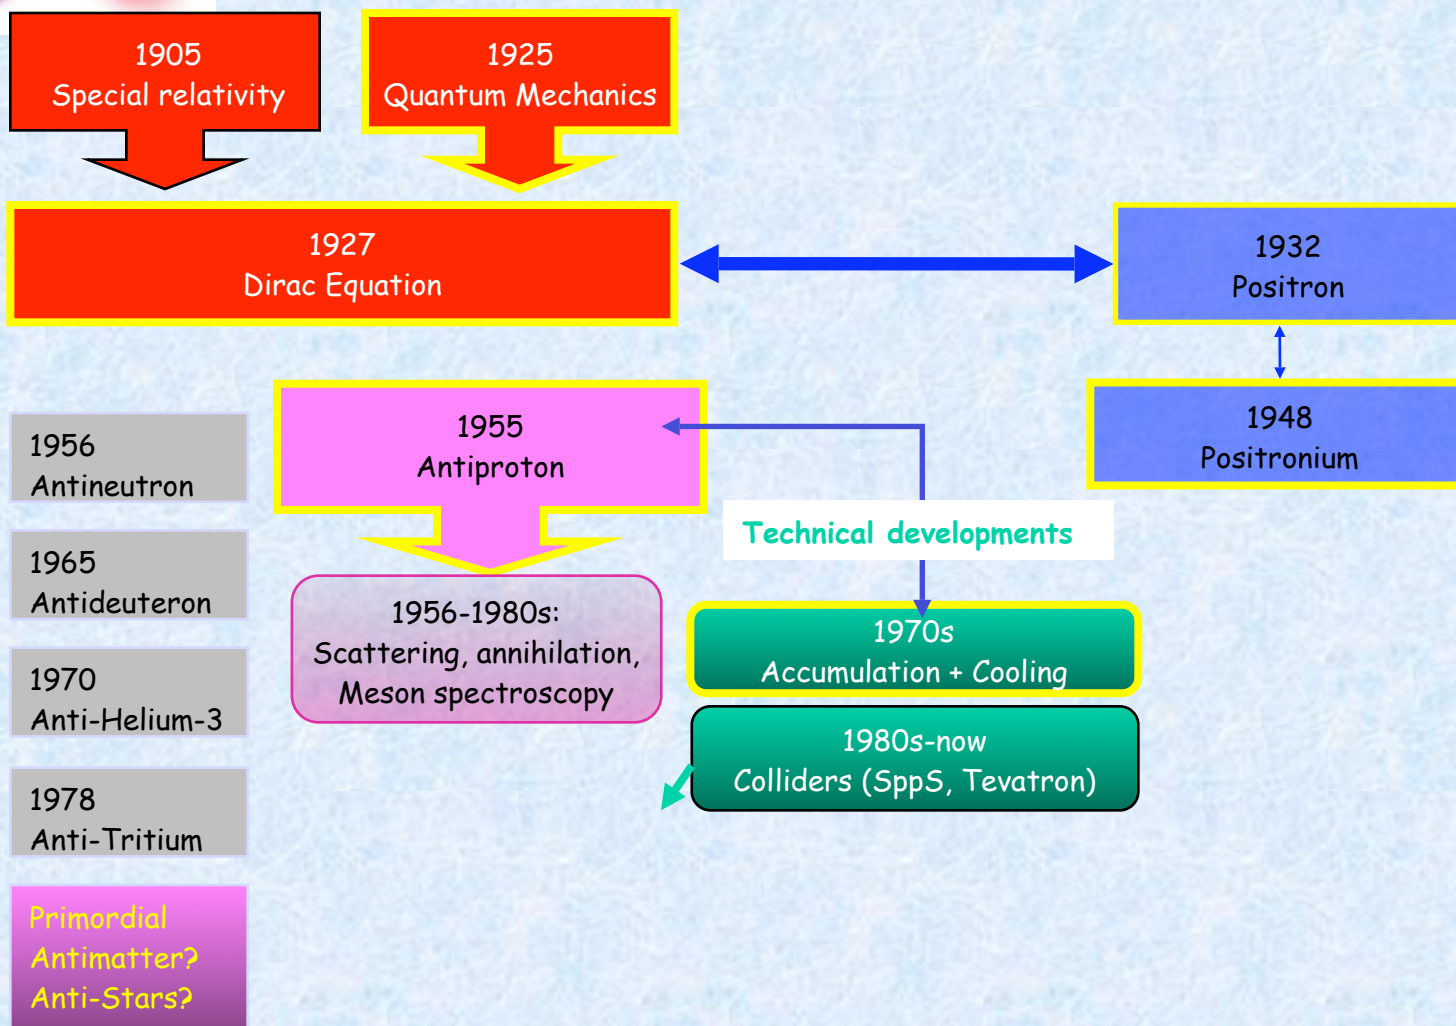 1905
Special relativity
1925
Quantum Mechanics
1927
Dirac Equation
1932
Positron
1948
Positronium
1955
Antiproton
1956
Antineutron
1965
Antideuteron
1970
Anti-Helium-3
1978
Anti-Tritium
Primordial
Antimatter?
Anti-Stars?
1956-1980s:
Scattering, annihilation,
Meson spectroscopy
Technical developments
1970s
Accumulation + Cooling
1980s-now
Colliders (SppS, Tevatron)